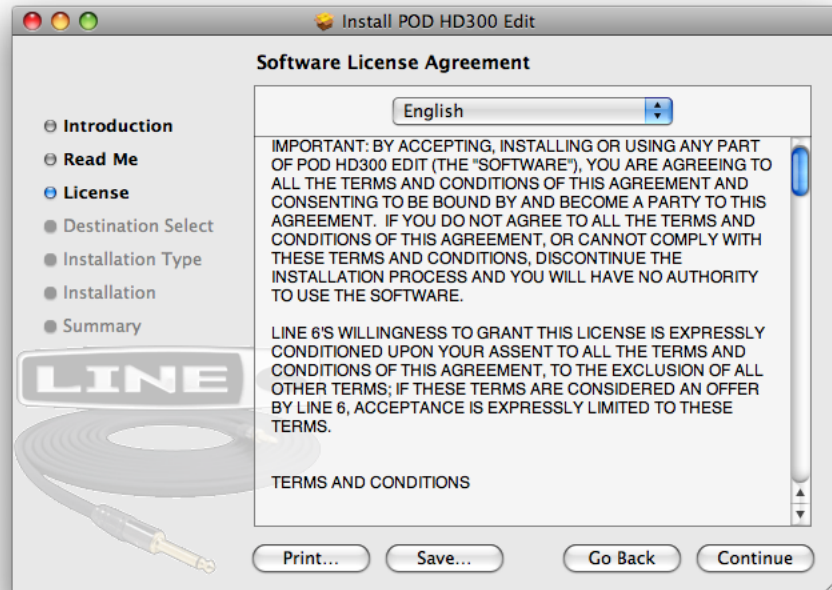 Install POD HD300 Edit
Software License Agreement
Introduction
Read Me
License
Destination Select
Installation Type
Installation
Summary
LINE
English
IMPORTANT: BY ACCEPTING, INSTALLING OR USING ANY PART
OF POD HD300 EDIT (THE "SOFTWARE"), YOU ARE AGREEING TO
ALL THE TERMS AND CONDITIONS OF THIS AGREEMENT AND
CONSENTING TO BE BOUND BY AND BECOME A PARTY TO THIS
AGREEMENT.  IF YOU DO NOT AGREE TO ALL THE TERMS AND
CONDITIONS OF THIS AGREEMENT, OR CANNOT COMPLY WITH
THESE TERMS AND CONDITIONS, DISCONTINUE THE
INSTALLATION PROCESS AND YOU WILL HAVE NO AUTHORITY
TO USE THE SOFTWARE.
LINE 6'S WILLINGNESS TO GRANT THIS LICENSE IS EXPRESSLY
CONDITIONED UPON YOUR ASSENT TO ALL THE TERMS AND
CONDITIONS OF THIS AGREEMENT, TO THE EXCLUSION OF ALL
OTHER TERMS; IF THESE TERMS ARE CONSIDERED AN OFFER
BY LINE 6, ACCEPTANCE IS EXPRESSLY LIMITED TO THESE
TERMS.
TERMS AND CONDITIONS
Print...
Save...
Go Back
Continue